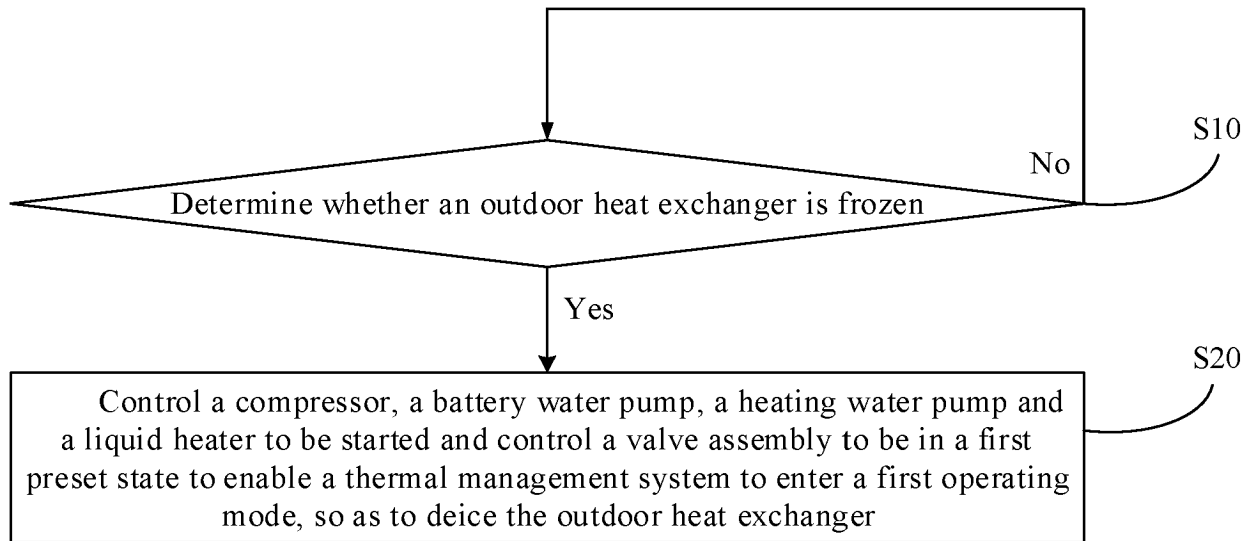 S10
No
Determine whether an outdoor heat exchanger is frozen
Yes
S20
Control a compressor, a battery water pump, a heating water pump and
a liquid heater to be started and control a valve assembly to be in a first
preset state to enable a thermal management system to enter a first operating
mode, so as to deice the outdoor heat exchanger